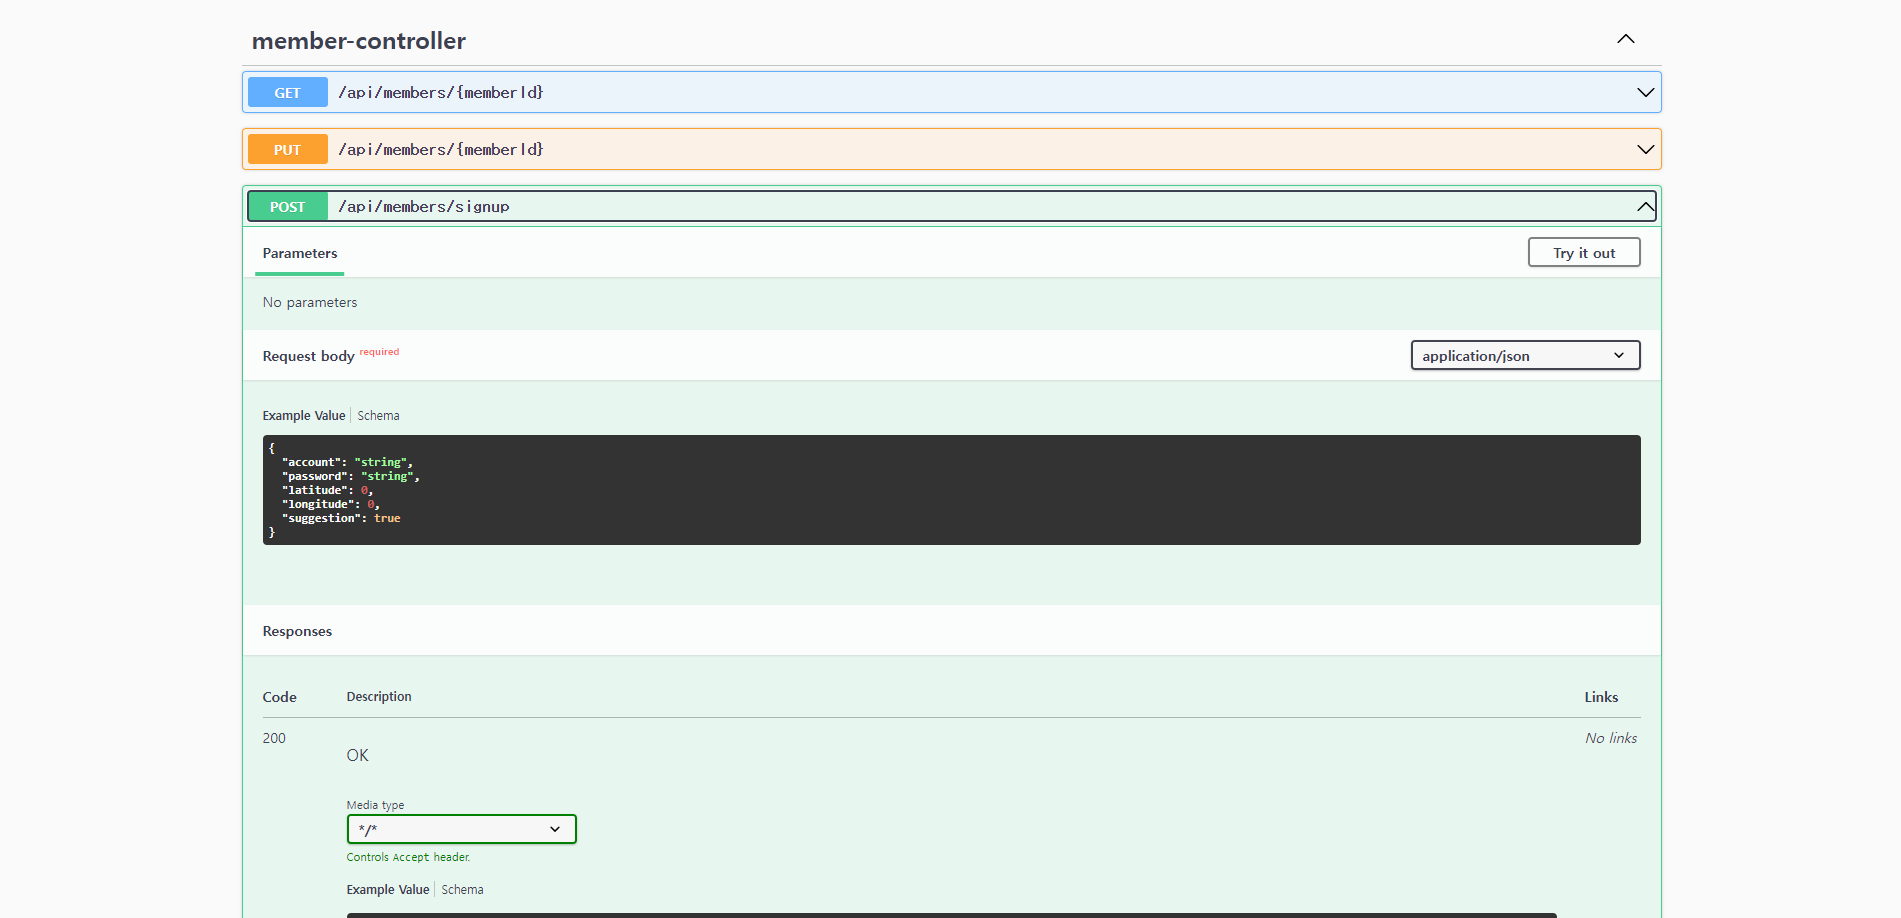 member-controller
GET /api/members/{memberId}
PUT /api/members/{memberId}
POST /api/members/signup
Parameters Try it out
No parameters
Request body required application/json
Example Value Schema
{
"account": "string",
"password": "string",
"latitude": 0,
"longitude": 0,
"suggestion": true
}
Responses
Code Description Links
200 No links
OK
Media type
*/*
Controls Accept header.
Example Value Schema